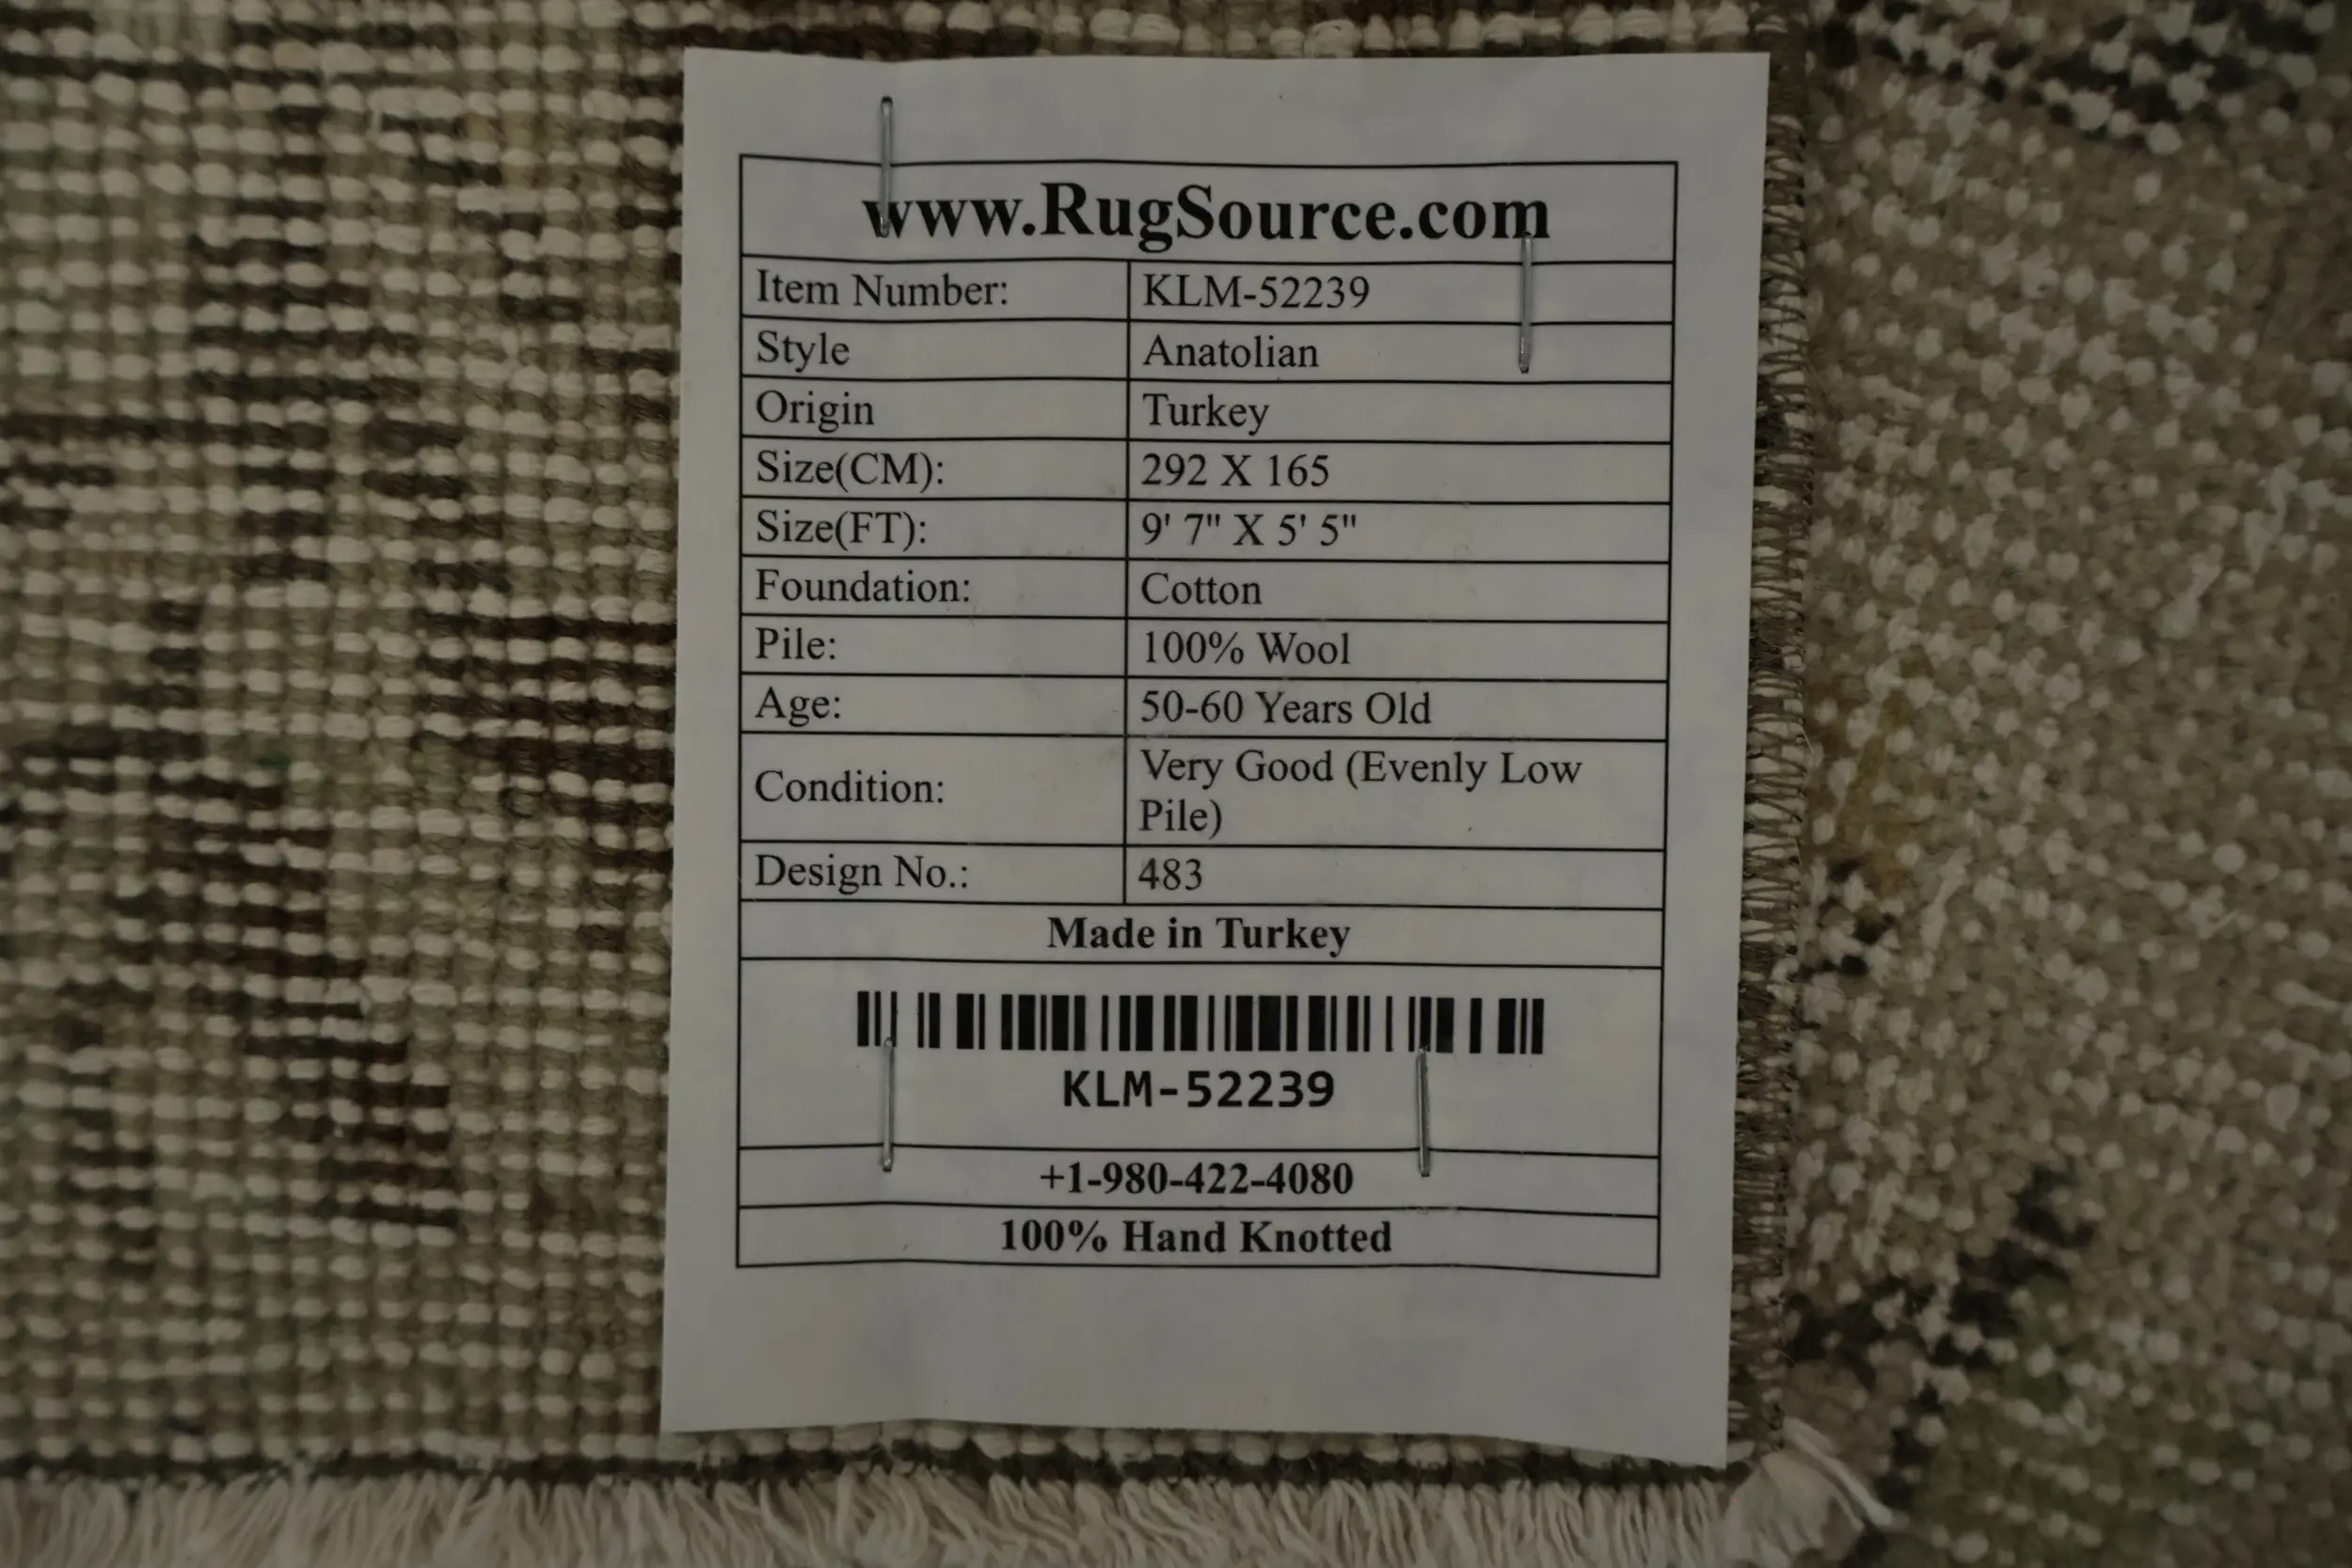 www.RugSource.com
Item Number: KLM-52239
Style Anatolian
Origin Turkey
Size(CM): 292 X 165
Size(FT): 9' 7" X 5' 5"
Foundation: Cotton
Pile: 100% Wool
Age: 50-60 Years Old
Condition: Very Good (Evenly Low
Pile)
Design No.: 483
Made in Turkey
KLM-52239
+1-980-422-4080
100% Hand Knotted